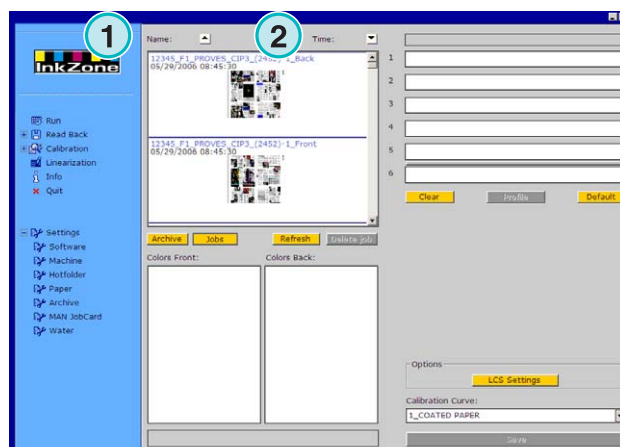 1
2
InkZone
Run
Read Back
Calibration
Linearization
Info
Quit
Settings
Software
Machine
Hotfolder
Paper
Archive
MAN JobCard
Water
Name:
Time:
12345_F1_PROVES_CIP3_(2452)-1_Back
05/29/2006 08:45:30
12345_F1_PROVES_CIP3_(2452)-1_Front
05/29/2006 08:45:30
Archive Jobs Refresh Delete job
Colors Front: Colors Back:
1
2
3
4
5
6
Clear Profile Default
Options
LCS Settings
Calibration Curve:
1_COATED PAPER
Save